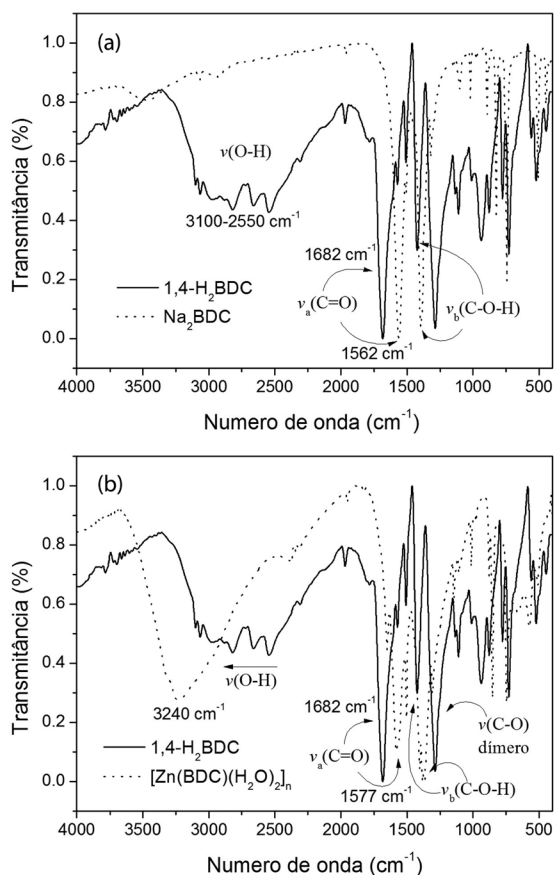 (a)
Transmitância (%)
1.0
0.8
0.6
0.4
0.2
0.0
ν(O-H)
3100-2550 cm⁻¹
1682 cm⁻¹
νₐ(C=O)
1562 cm⁻¹
ν_b(C-O-H)
1,4-H₂BDC
Na₂BDC
4000 3500 3000 2500 2000 1500 1000 500
Numero de onda (cm⁻¹)
(b)
Transmitância (%)
1.0
0.8
0.6
0.4
0.2
0.0
ν(O-H)
3240 cm⁻¹
1682 cm⁻¹
νₐ(C=O)
1577 cm⁻¹
ν(C-O)
dímero
ν_b(C-O-H)
1,4-H₂BDC
[Zn(BDC)(H₂O)₂]ₙ
4000 3500 3000 2500 2000 1500 1000 500
Numero de onda (cm⁻¹)